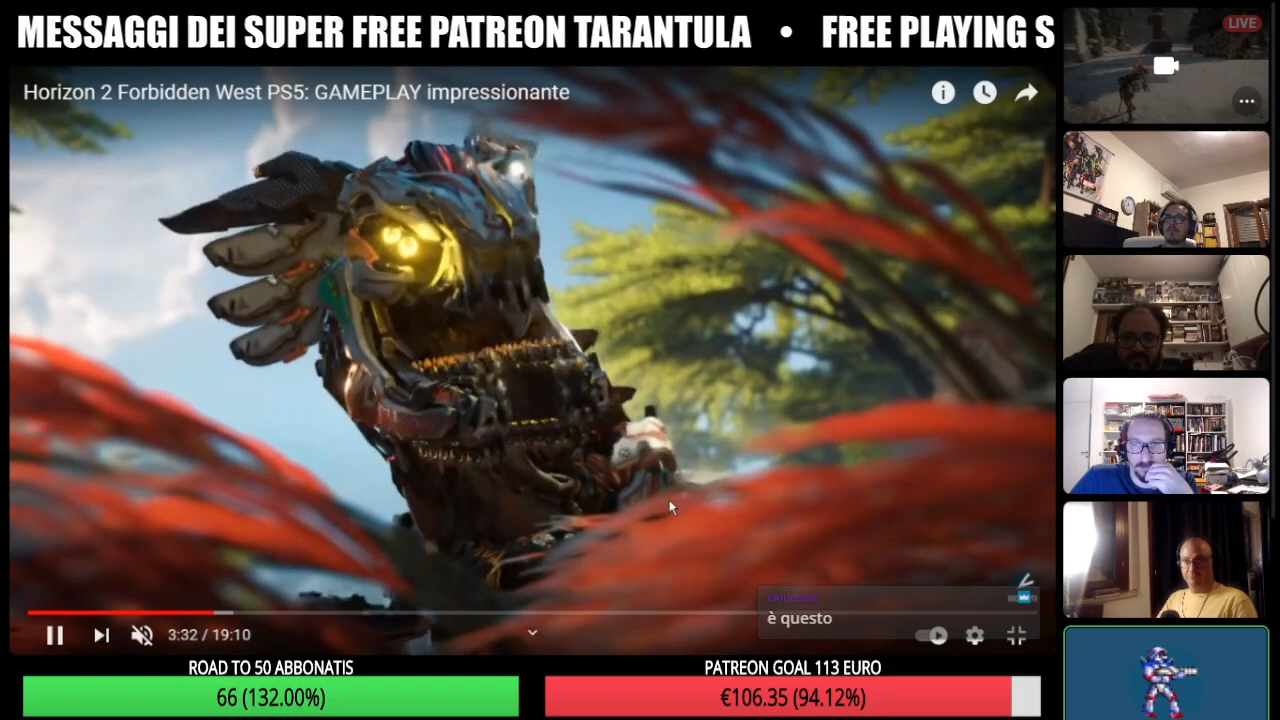 MESSAGGI DEI SUPER FREE PATREON TARANTULA • FREE PLAYING S
LIVE
Horizon 2 Forbidden West PS5: GAMEPLAY impressionante
è questo
3:32 / 19:10
ROAD TO 50 ABBONATIS
66 (132.00%)
PATREON GOAL 113 EURO
€106.35 (94.12%)